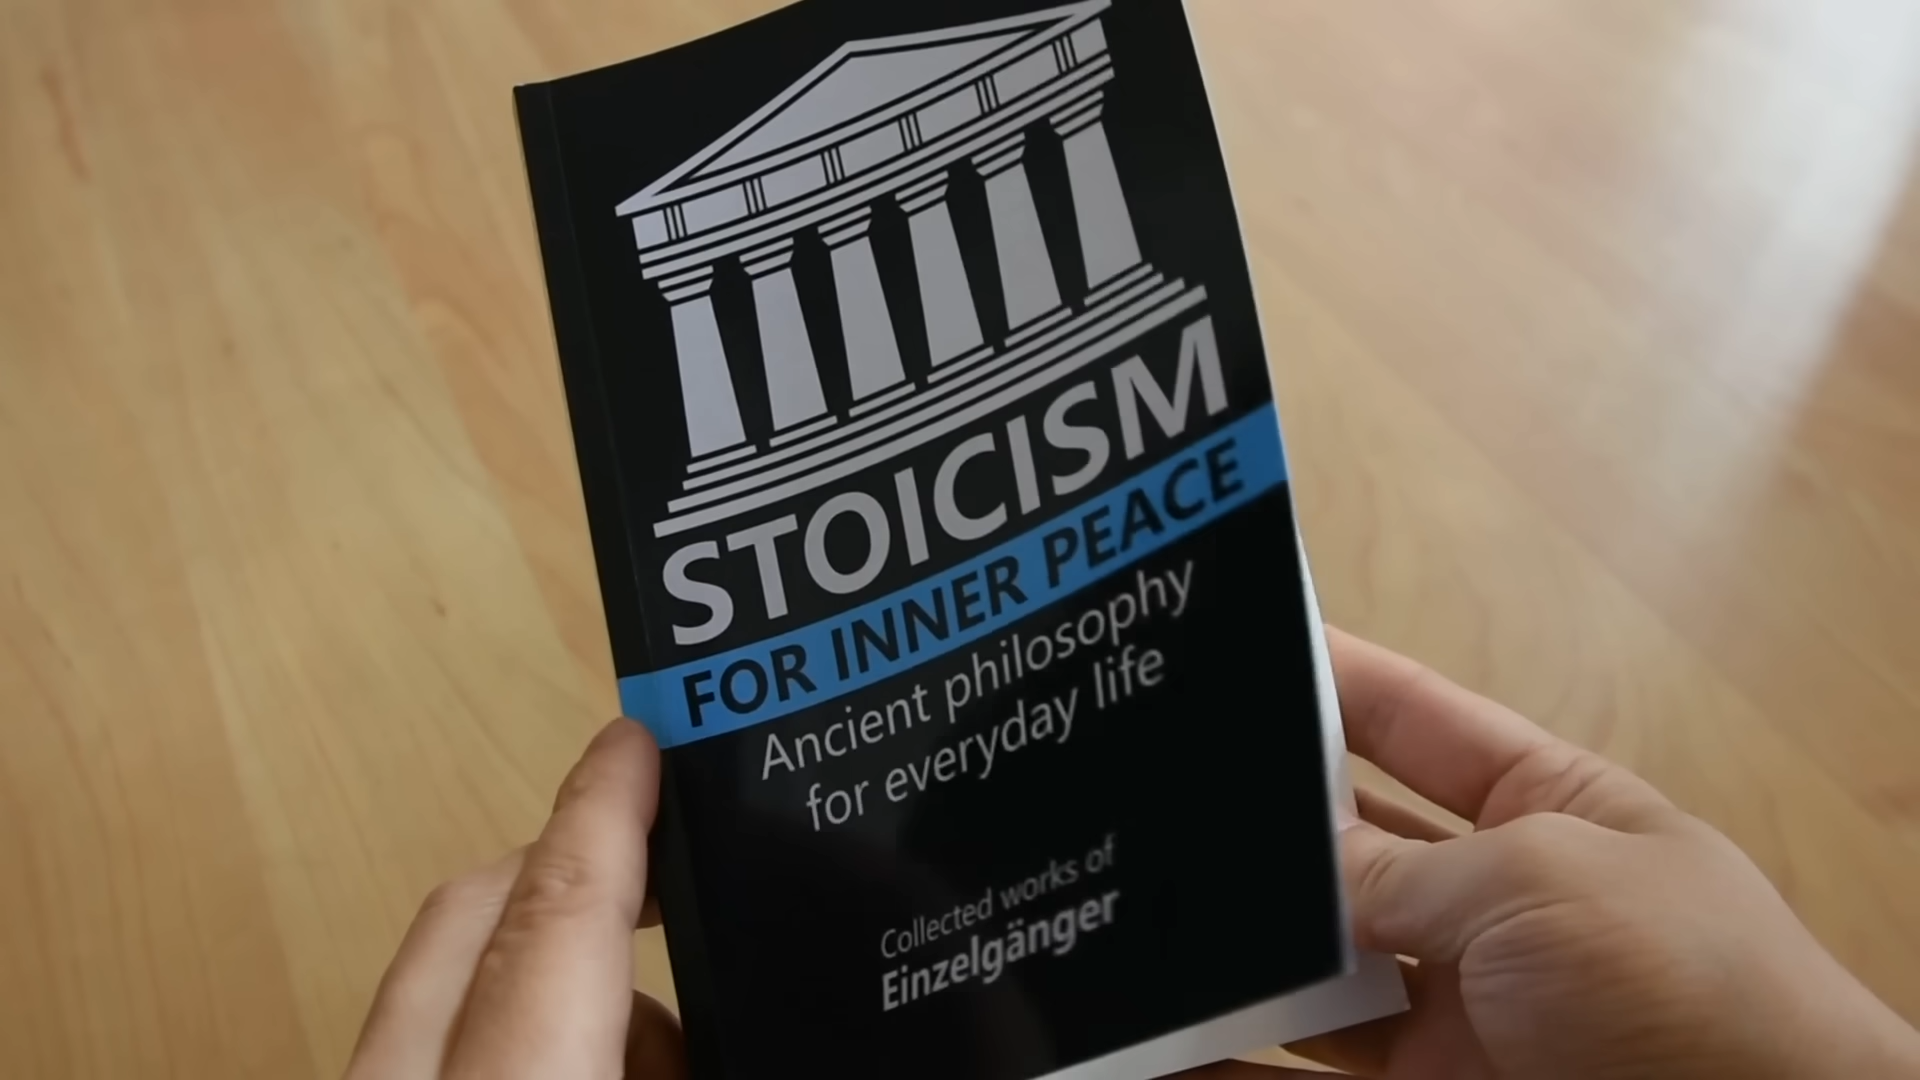 STOICISM
FOR INNER PEACE
Ancient philosophy
for everyday life
Collected works of
Einzelgänger